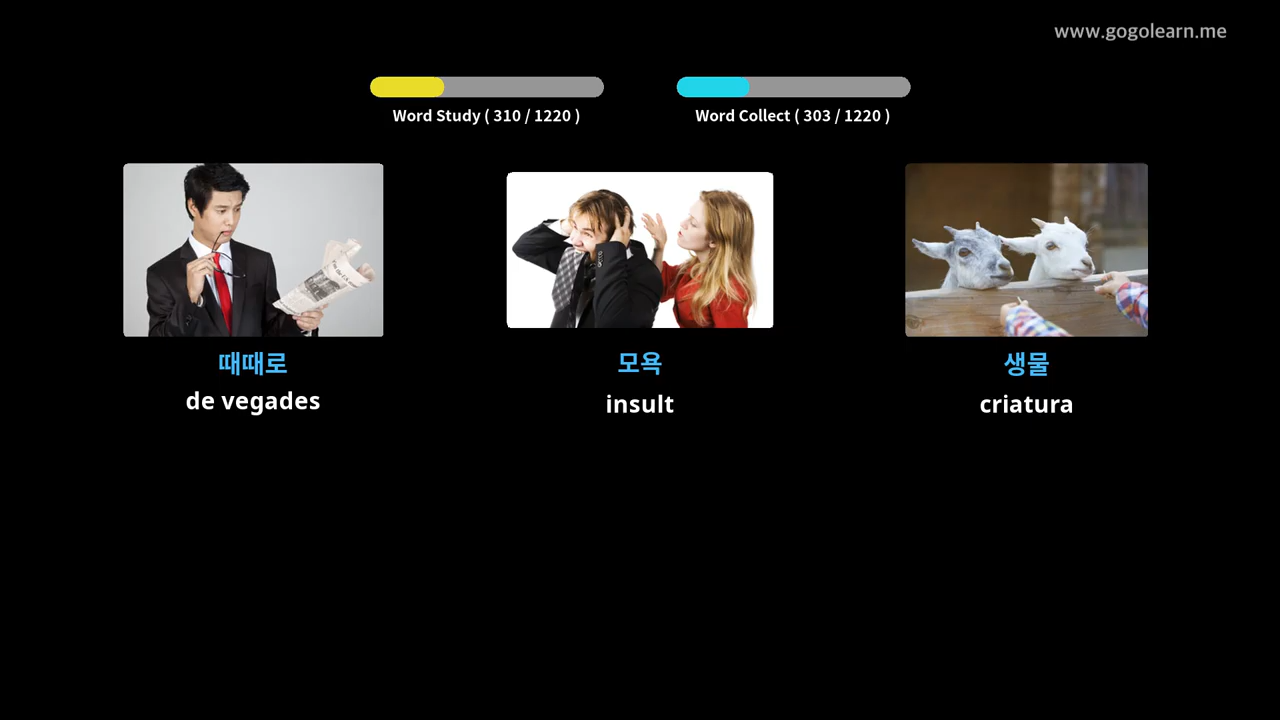 www.gogolearn.me
Word Study ( 310 / 1220 )
Word Collect ( 303 / 1220 )
때때로
모욕
생물
de vegades
insult
criatura